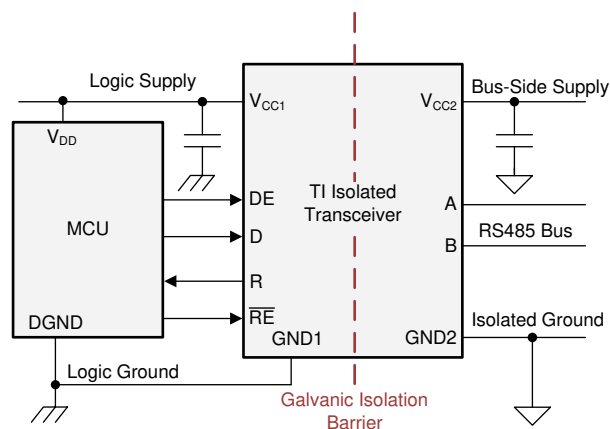 Logic Supply
Bus-Side Supply
VCC1
VCC2
VDD
MCU
DE
D
R
RE
TI Isolated
Transceiver
A
B
RS485 Bus
DGND
GND1
GND2
Isolated Ground
Logic Ground
Galvanic Isolation
Barrier